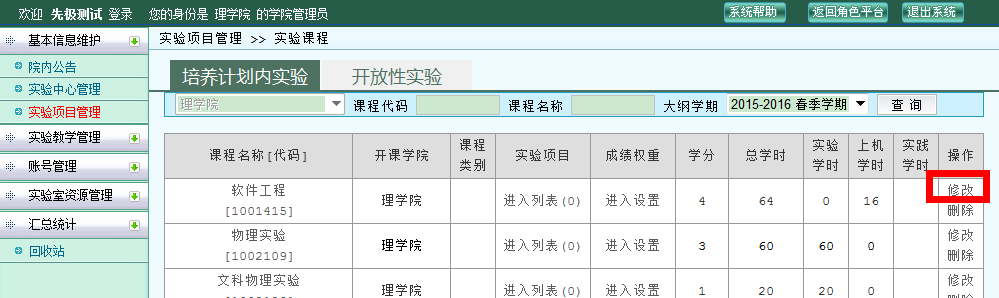 欢迎 先极测试 登录 您的身份是 理学院 的学院管理员 系统帮助 返回角色平台 退出系统
基本信息维护
院内公告
实验中心管理
实验项目管理
实验教学管理
账号管理
实验室资源管理
汇总统计
回收站
实验项目管理 >> 实验课程
培养计划内实验 开放性实验
理学院 课程代码 课程名称 大纲学期 2015-2016 春季学期 查 询
课程名称[代码] 开课学院 课程类别 实验项目 成绩权重 学分 总学时 实验学时 上机学时 实践学时 操作
软件工程 [1001415] 理学院 进入列表(0) 进入设置 4 64 0 16 修改 删除
物理实验 [1002109] 理学院 进入列表(0) 进入设置 3 60 60 0 修改 删除
文科物理实验 理学院 进入列表(0) 进入设置 1 20 20 0 修改